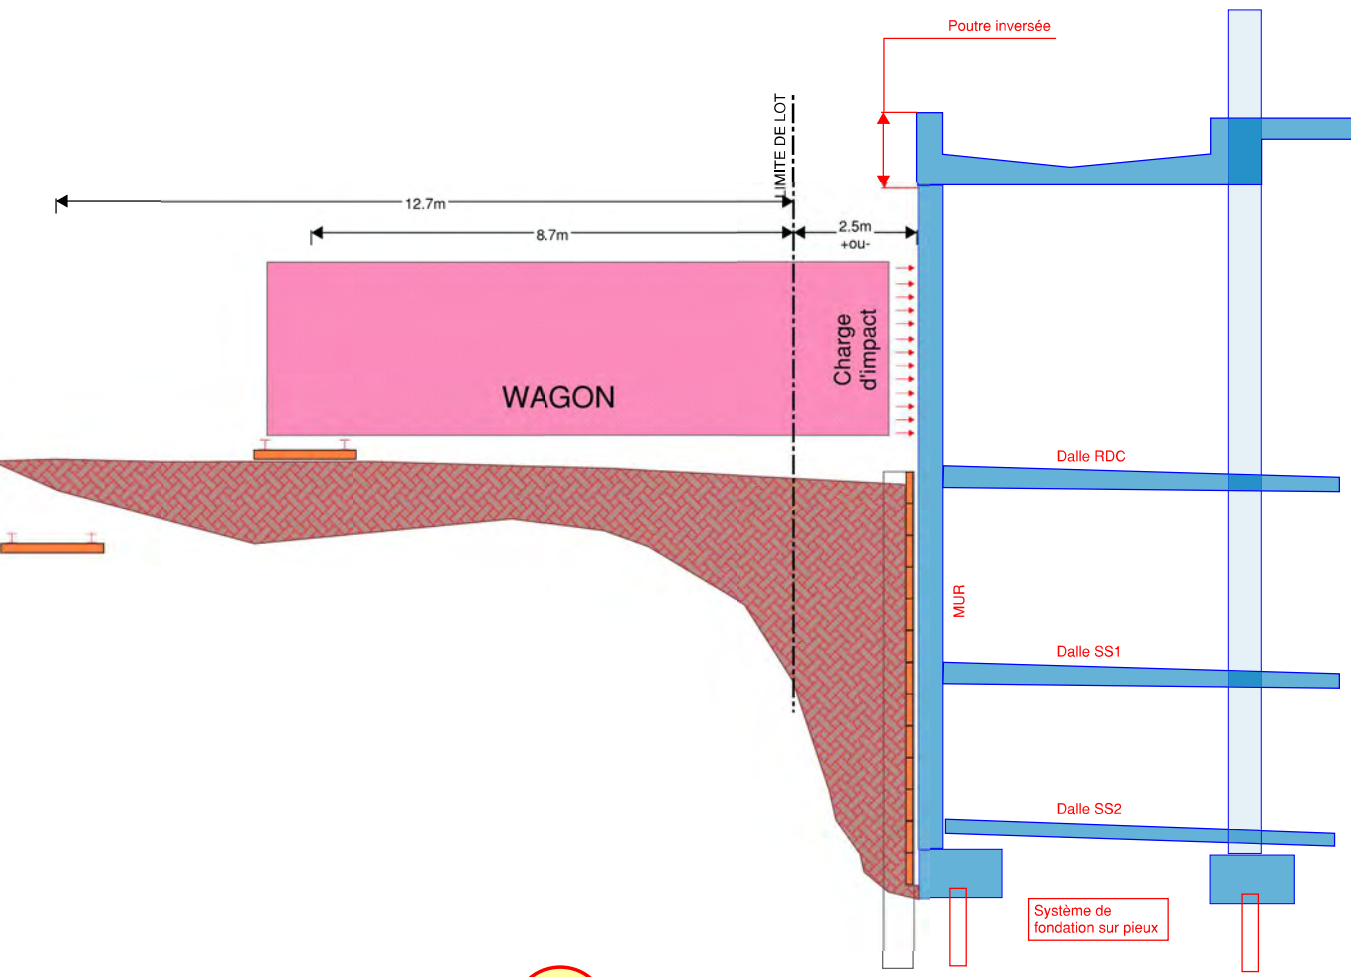 Poutre inversée
LIMITE DE LOT
12.7m
8.7m
2.5m
+ou-
Charge
d'impact
WAGON
Dalle RDC
MUR
Dalle SS1
Dalle SS2
Système de
fondation sur pieux